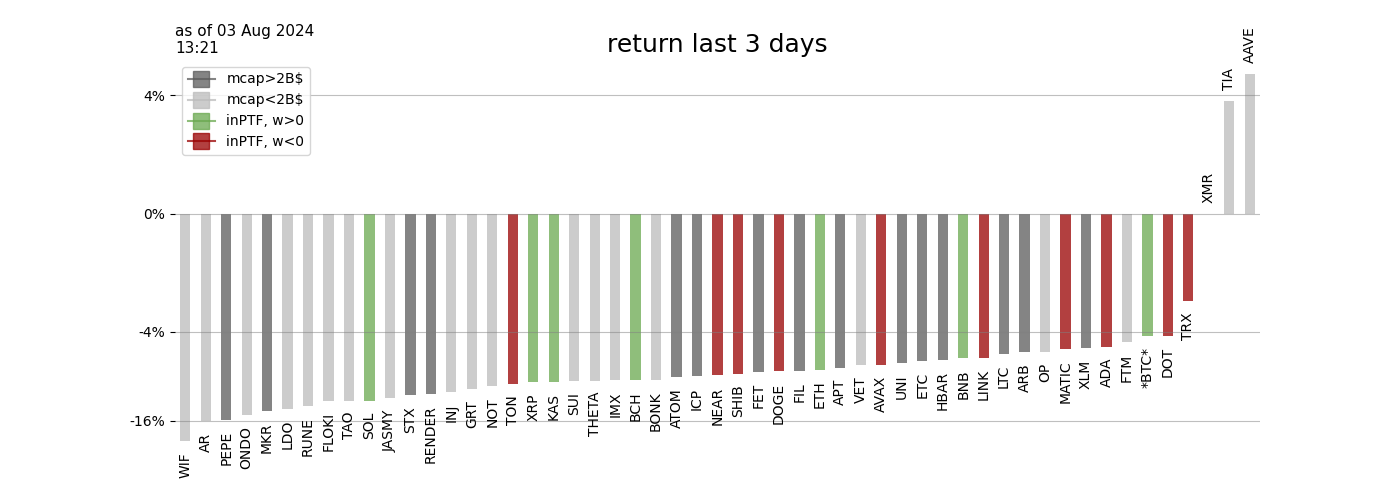 as of 03 Aug 2024
13:21
return last 3 days
mcap>2B$
mcap<2B$
inPTF, w>0
inPTF, w<0
4%
0%
-4%
-16%
WIF
AR
PEPE
ONDO
MKR
LDO
RUNE
FLOKI
TAO
SOL
JASMY
STX
RENDER
INJ
GRT
NOT
TON
XRP
KAS
SUI
THETA
IMX
BCH
BONK
ATOM
ICP
NEAR
SHIB
FET
DOGE
FIL
ETH
APT
VET
AVAX
UNI
ETC
HBAR
BNB
LINK
LTC
ARB
OP
MATIC
XLM
ADA
FTM
*BTC*
DOT
TRX
XMR
TIA
AAVE